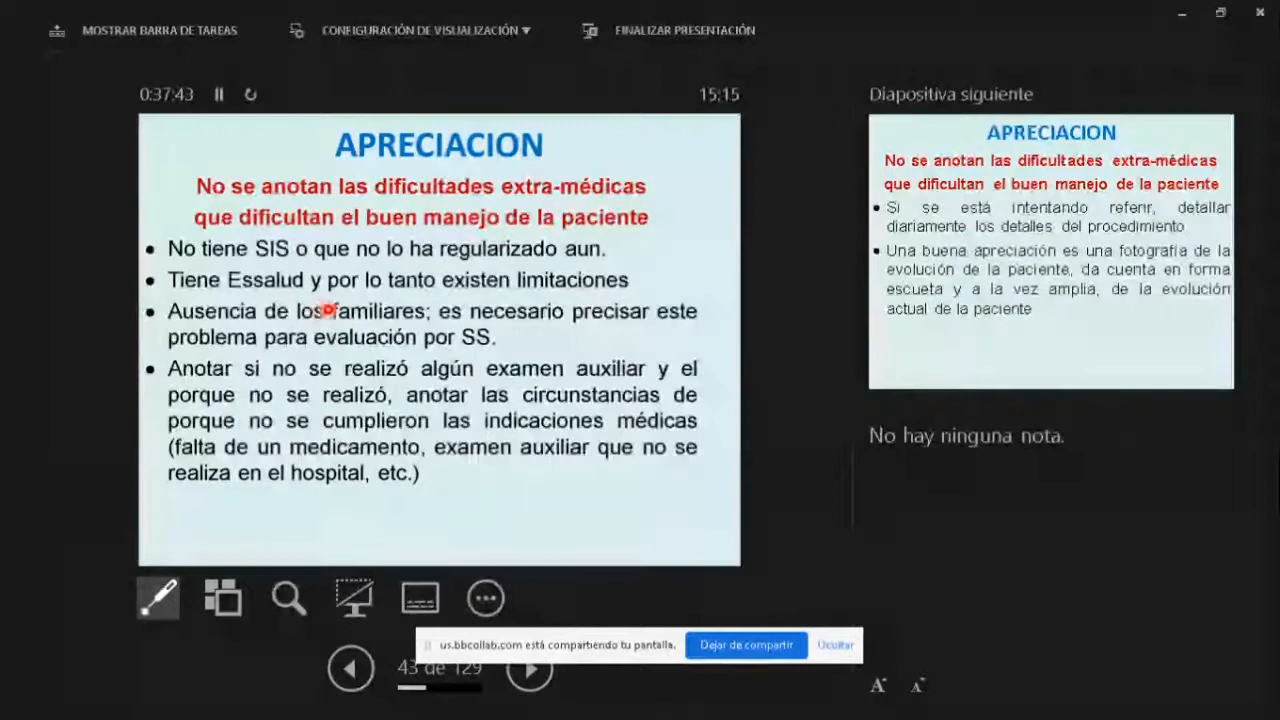 MOSTRAR BARRA DE TAREAS
CONFIGURACIÓN DE VISUALIZACIÓN ▼
FINALIZAR PRESENTACIÓN
0:37:43
15:15
APRECIACION
No se anotan las dificultades extra-médicas
que dificultan el buen manejo de la paciente
• No tiene SIS o que no lo ha regularizado aun.
• Tiene Essalud y por lo tanto existen limitaciones
• Ausencia de los familiares; es necesario precisar este
problema para evaluación por SS.
• Anotar si no se realizó algún examen auxiliar y el
porque no se realizó, anotar las circunstancias de
porque no se cumplieron las indicaciones médicas
(falta de un medicamento, examen auxiliar que no se
realiza en el hospital, etc.)
Diapositiva siguiente
APRECIACION
No se anotan las dificultades extra-médicas
que dificultan el buen manejo de la paciente
• Si se está intentando referir, detallar
diariamente los detalles del procedimiento
• Una buena apreciación es una fotografía de la
evolución de la paciente, da cuenta en forma
escueta y a la vez amplia, de la evolución
actual de la paciente
No hay ninguna nota.
us.bbcollab.com está compartiendo tu pantalla.
Dejar de compartir
Ocultar
43 de 129
A A